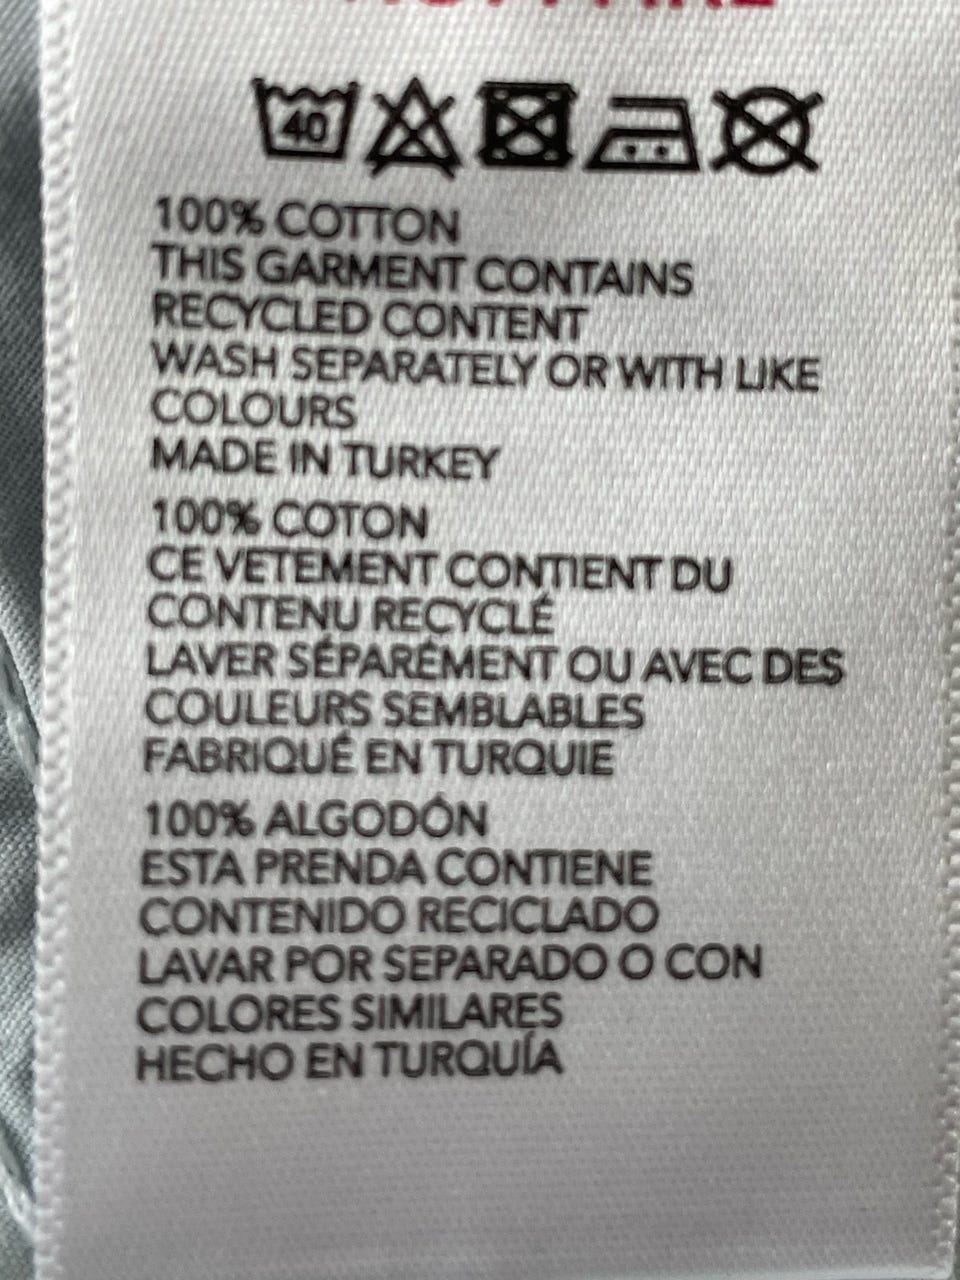 40
100% COTTON
THIS GARMENT CONTAINS
RECYCLED CONTENT
WASH SEPARATELY OR WITH LIKE
COLOURS
MADE IN TURKEY
100% COTON
CE VETEMENT CONTIENT DU
CONTENU RECYCLÉ
LAVER SÉPARÉMENT OU AVEC DES
COULEURS SEMBLABLES
FABRIQUÉ EN TURQUIE
100% ALGODÓN
ESTA PRENDA CONTIENE
CONTENIDO RECICLADO
LAVAR POR SEPARADO O CON
COLORES SIMILARES
HECHO EN TURQUÍA